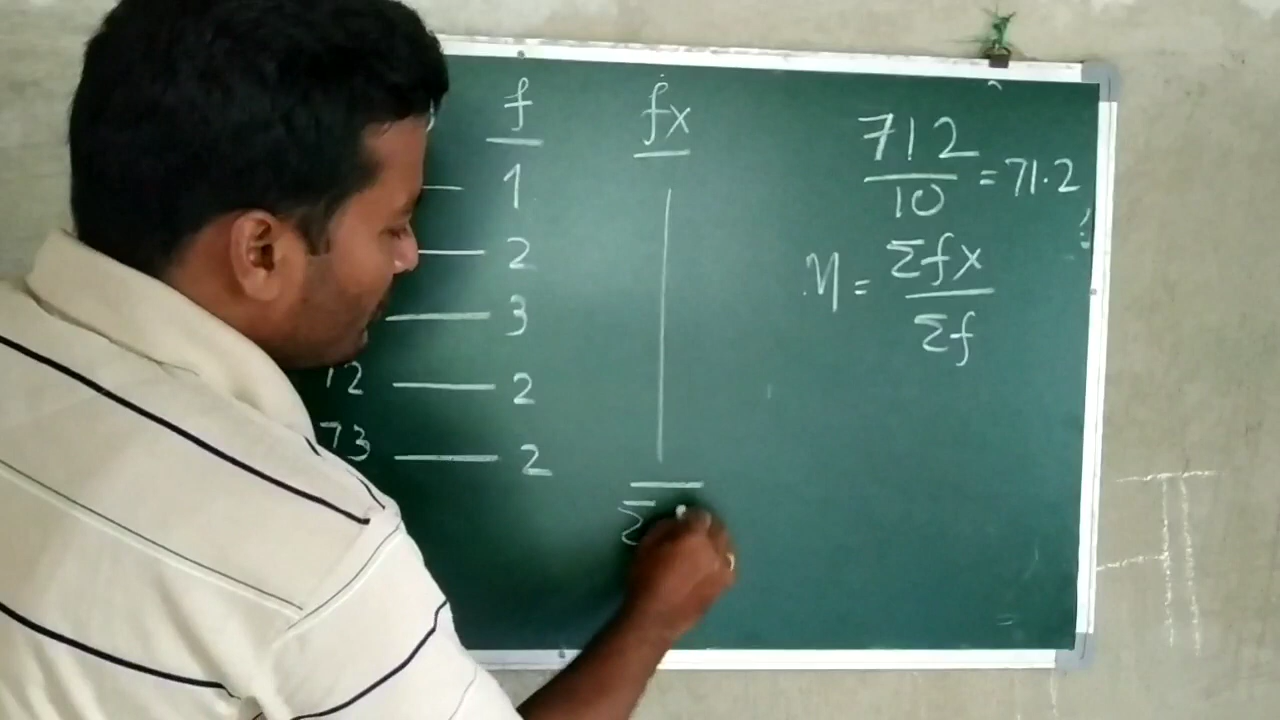 f fx
— 1
— 2
— 3
72 — 2
73 — 2
Σ
712
10 = 71.2
M = Σfx
Σf